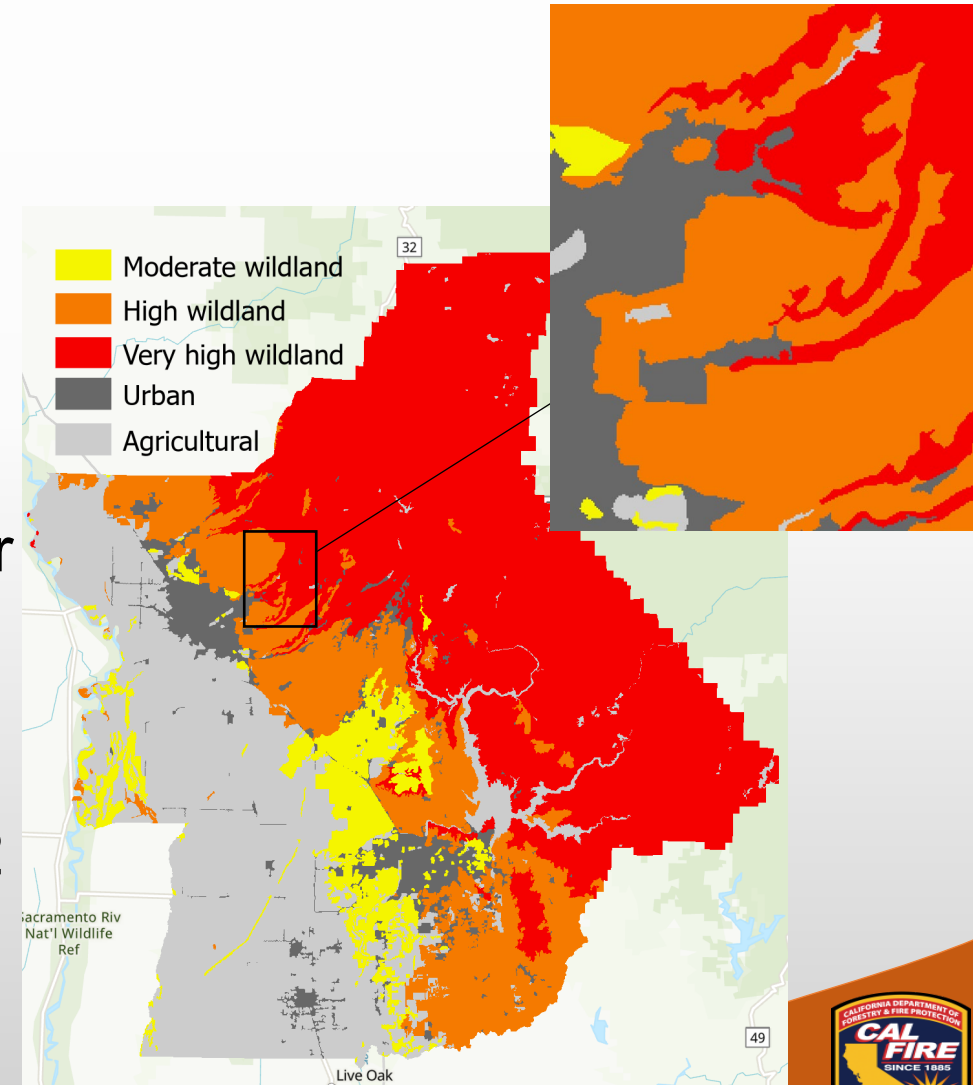 32
Moderate wildland
High wildland
Very high wildland
Urban
Agricultural
r
Sacramento Riv
Nat'l Wildlife
Ref
49
Live Oak
CALIFORNIA DEPARTMENT OF
FORESTRY & FIRE PROTECTION
CAL
FIRE
SINCE 1885